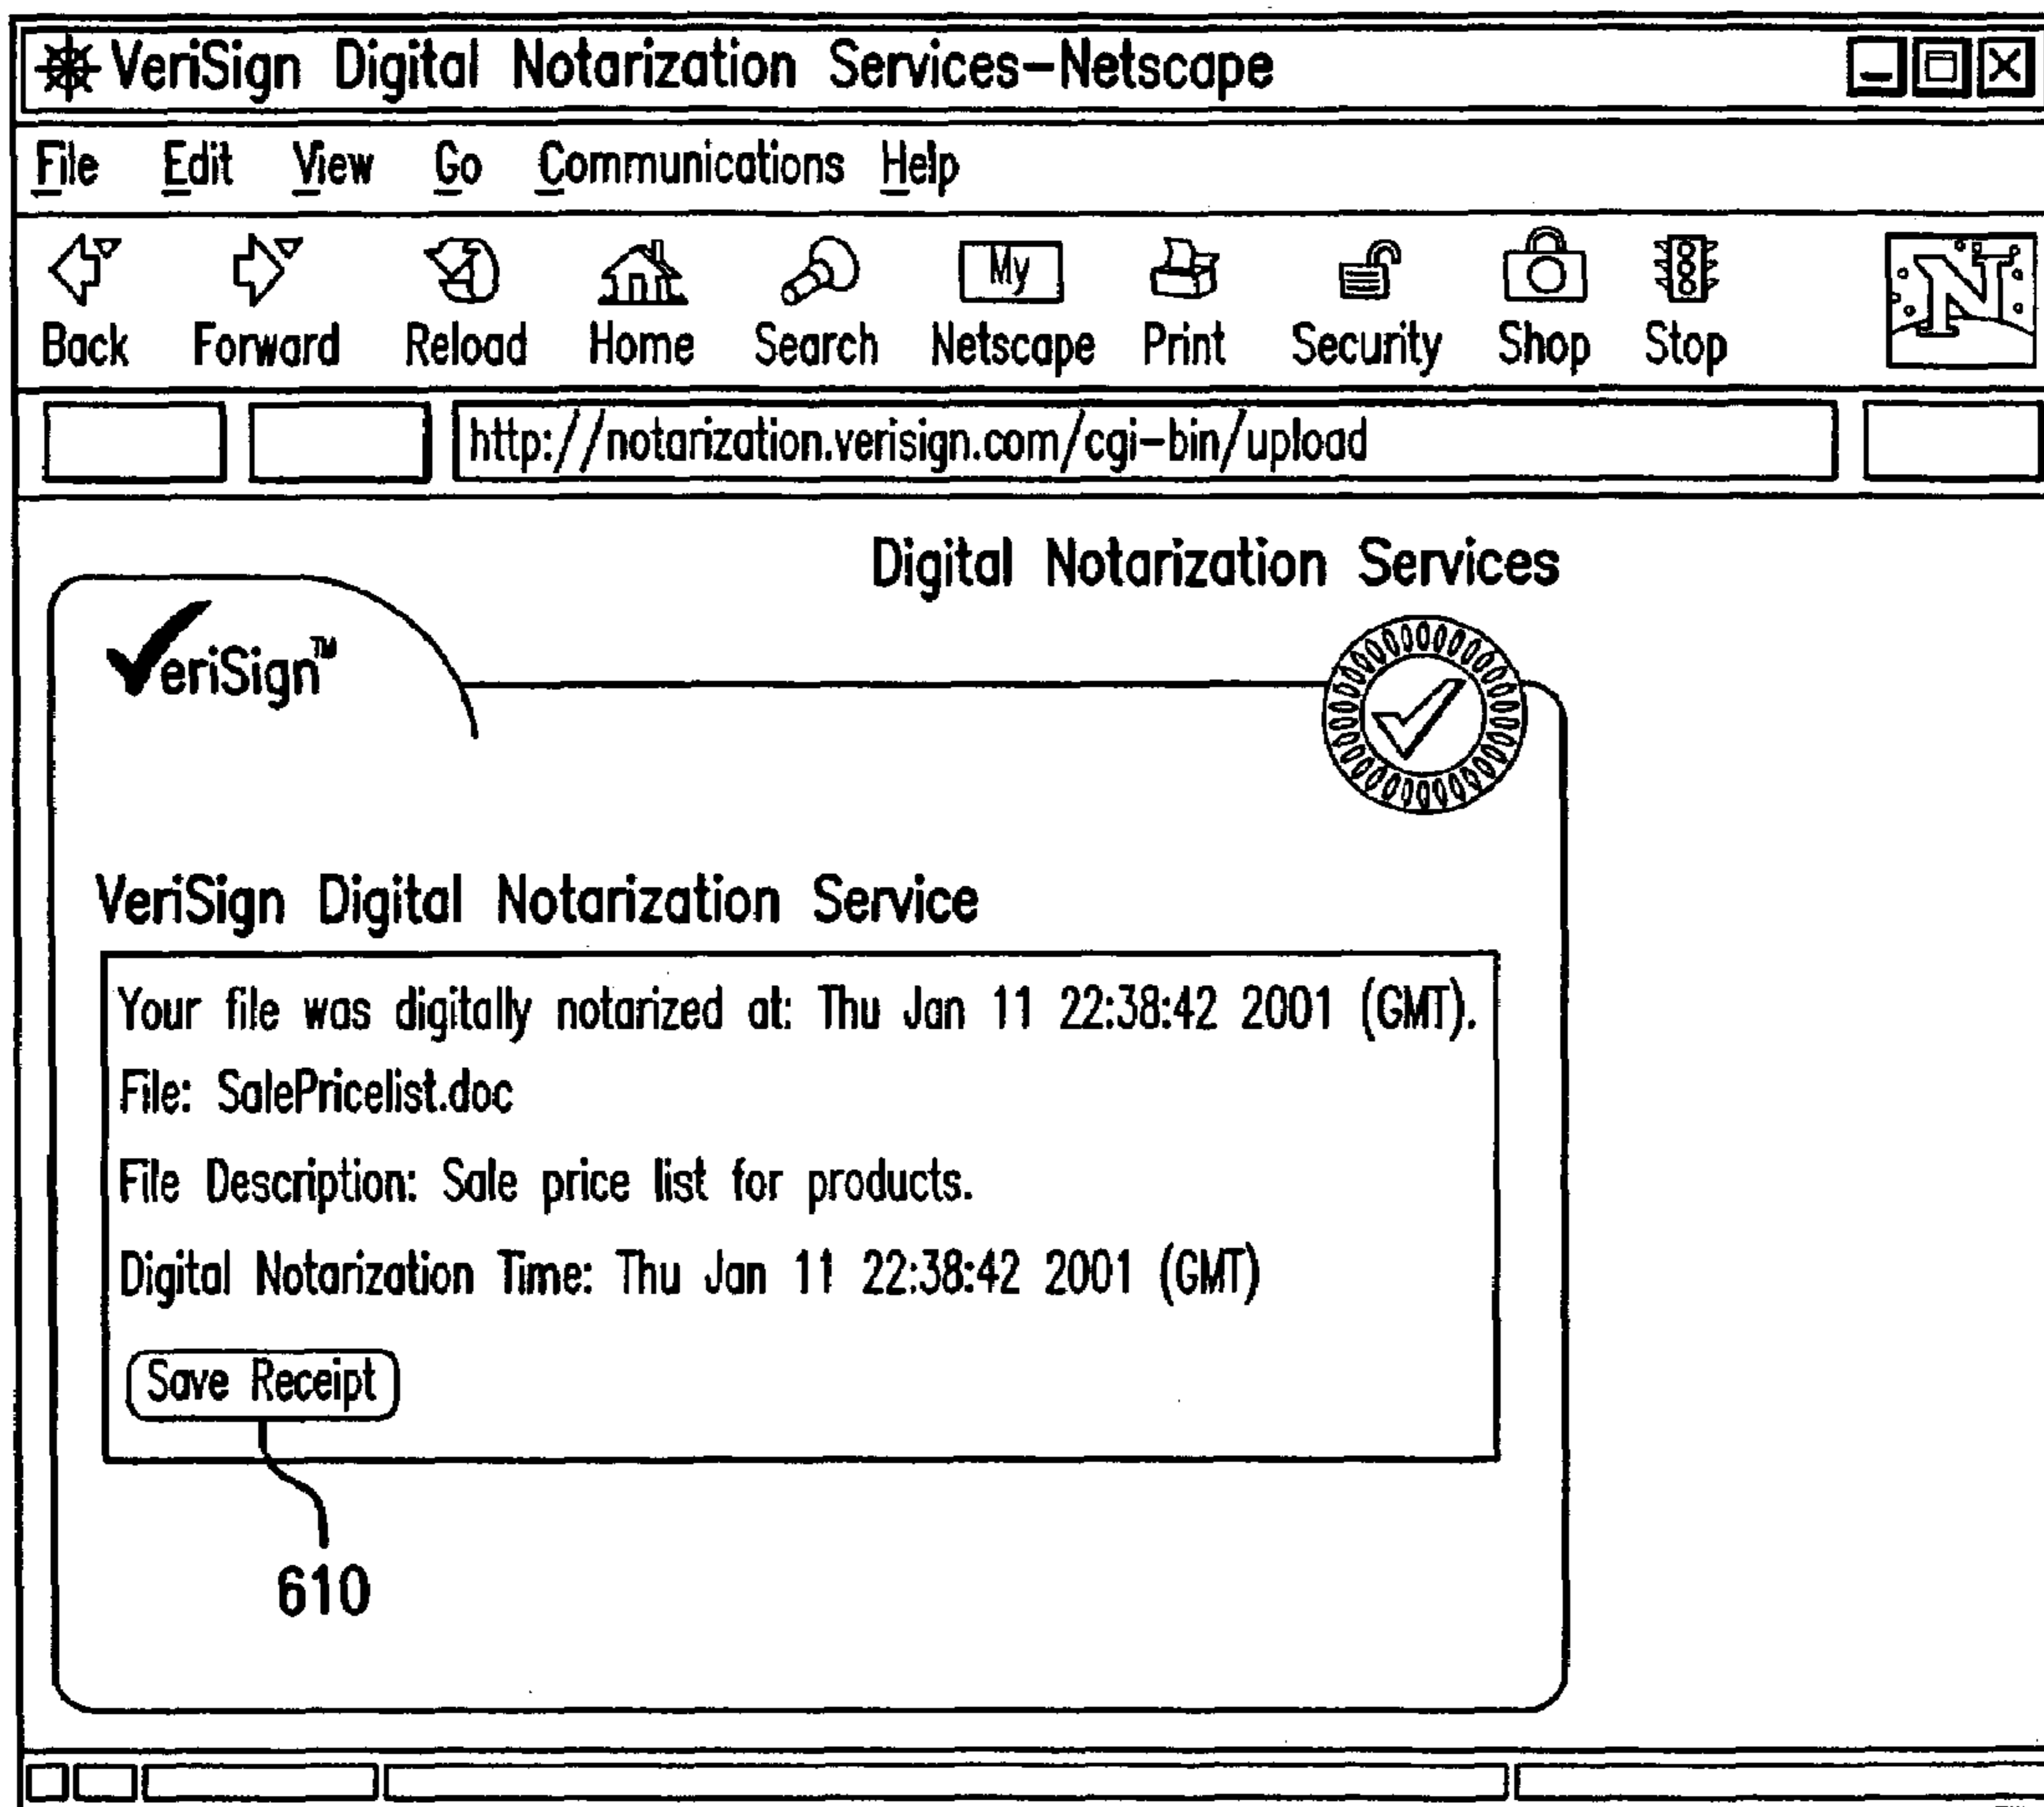 VeriSign Digital Notarization Services-Netscape
File Edit View Go Communications Help
My
N
Back Forward Reload Home Search Netscape Print Security Shop Stop
http://notarization.verisign.com/cgi-bin/upload
Digital Notarization Services
VeriSign™
VeriSign Digital Notarization Service
Your file was digitally notarized at: Thu Jan 11 22:38:42 2001 (GMT).
File: SalePricelist.doc
File Description: Sale price list for products.
Digital Notarization Time: Thu Jan 11 22:38:42 2001 (GMT)
Save Receipt
610